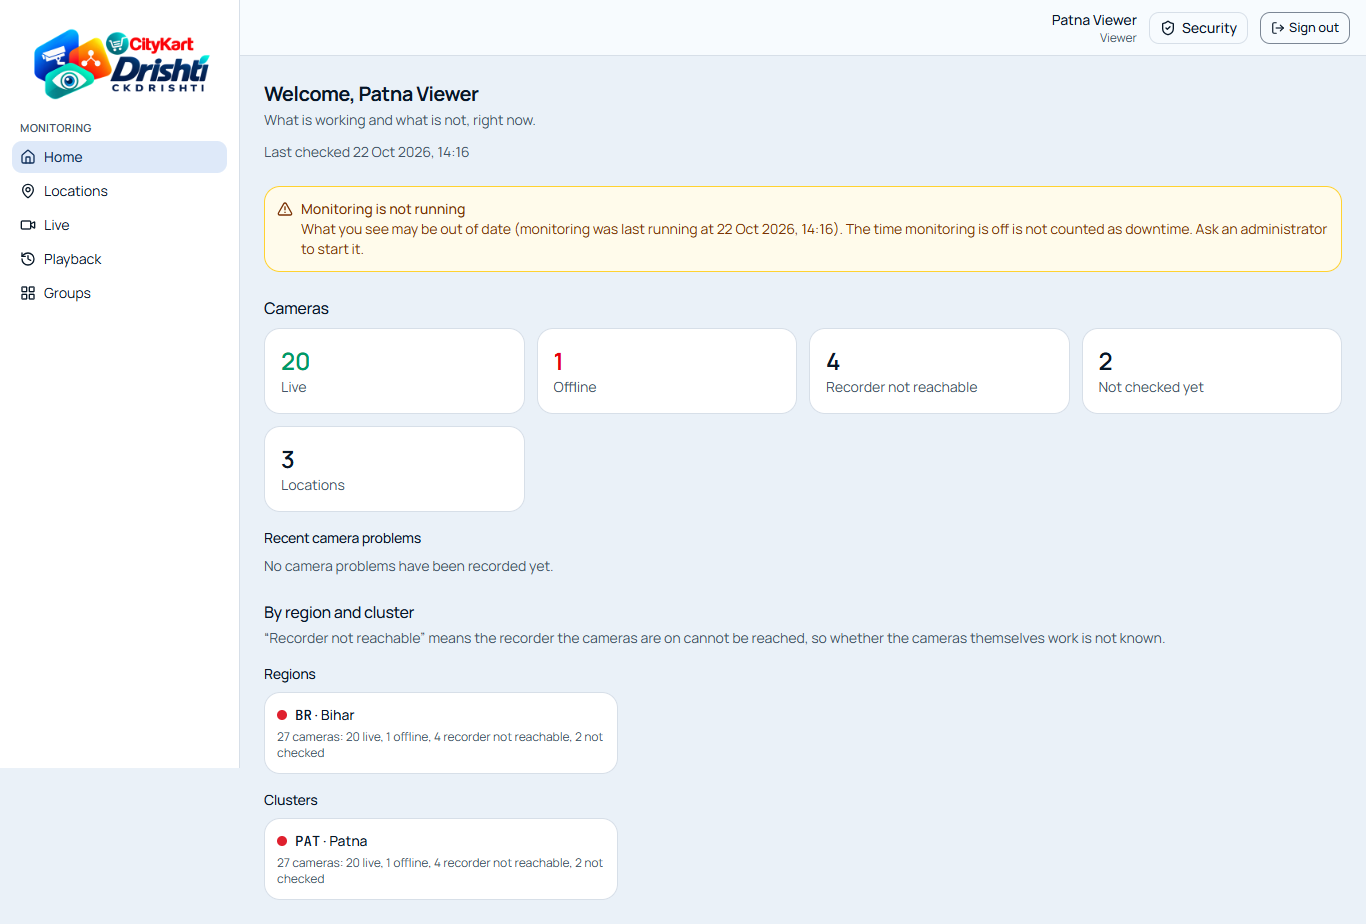 CityKart
Drishti
CKDRISHTI
MONITORING
Home
Locations
Live
Playback
Groups
Patna Viewer
Viewer
Security
Sign out
Welcome, Patna Viewer
What is working and what is not, right now.
Last checked 22 Oct 2026, 14:16
Monitoring is not running
What you see may be out of date (monitoring was last running at 22 Oct 2026, 14:16). The time monitoring is off is not counted as downtime. Ask an administrator
to start it.
Cameras
20
Live
1
Offline
4
Recorder not reachable
2
Not checked yet
3
Locations
Recent camera problems
No camera problems have been recorded yet.
By region and cluster
“Recorder not reachable” means the recorder the cameras are on cannot be reached, so whether the cameras themselves work is not known.
Regions
BR · Bihar
27 cameras: 20 live, 1 offline, 4 recorder not reachable, 2 not
checked
Clusters
PAT · Patna
27 cameras: 20 live, 1 offline, 4 recorder not reachable, 2 not
checked